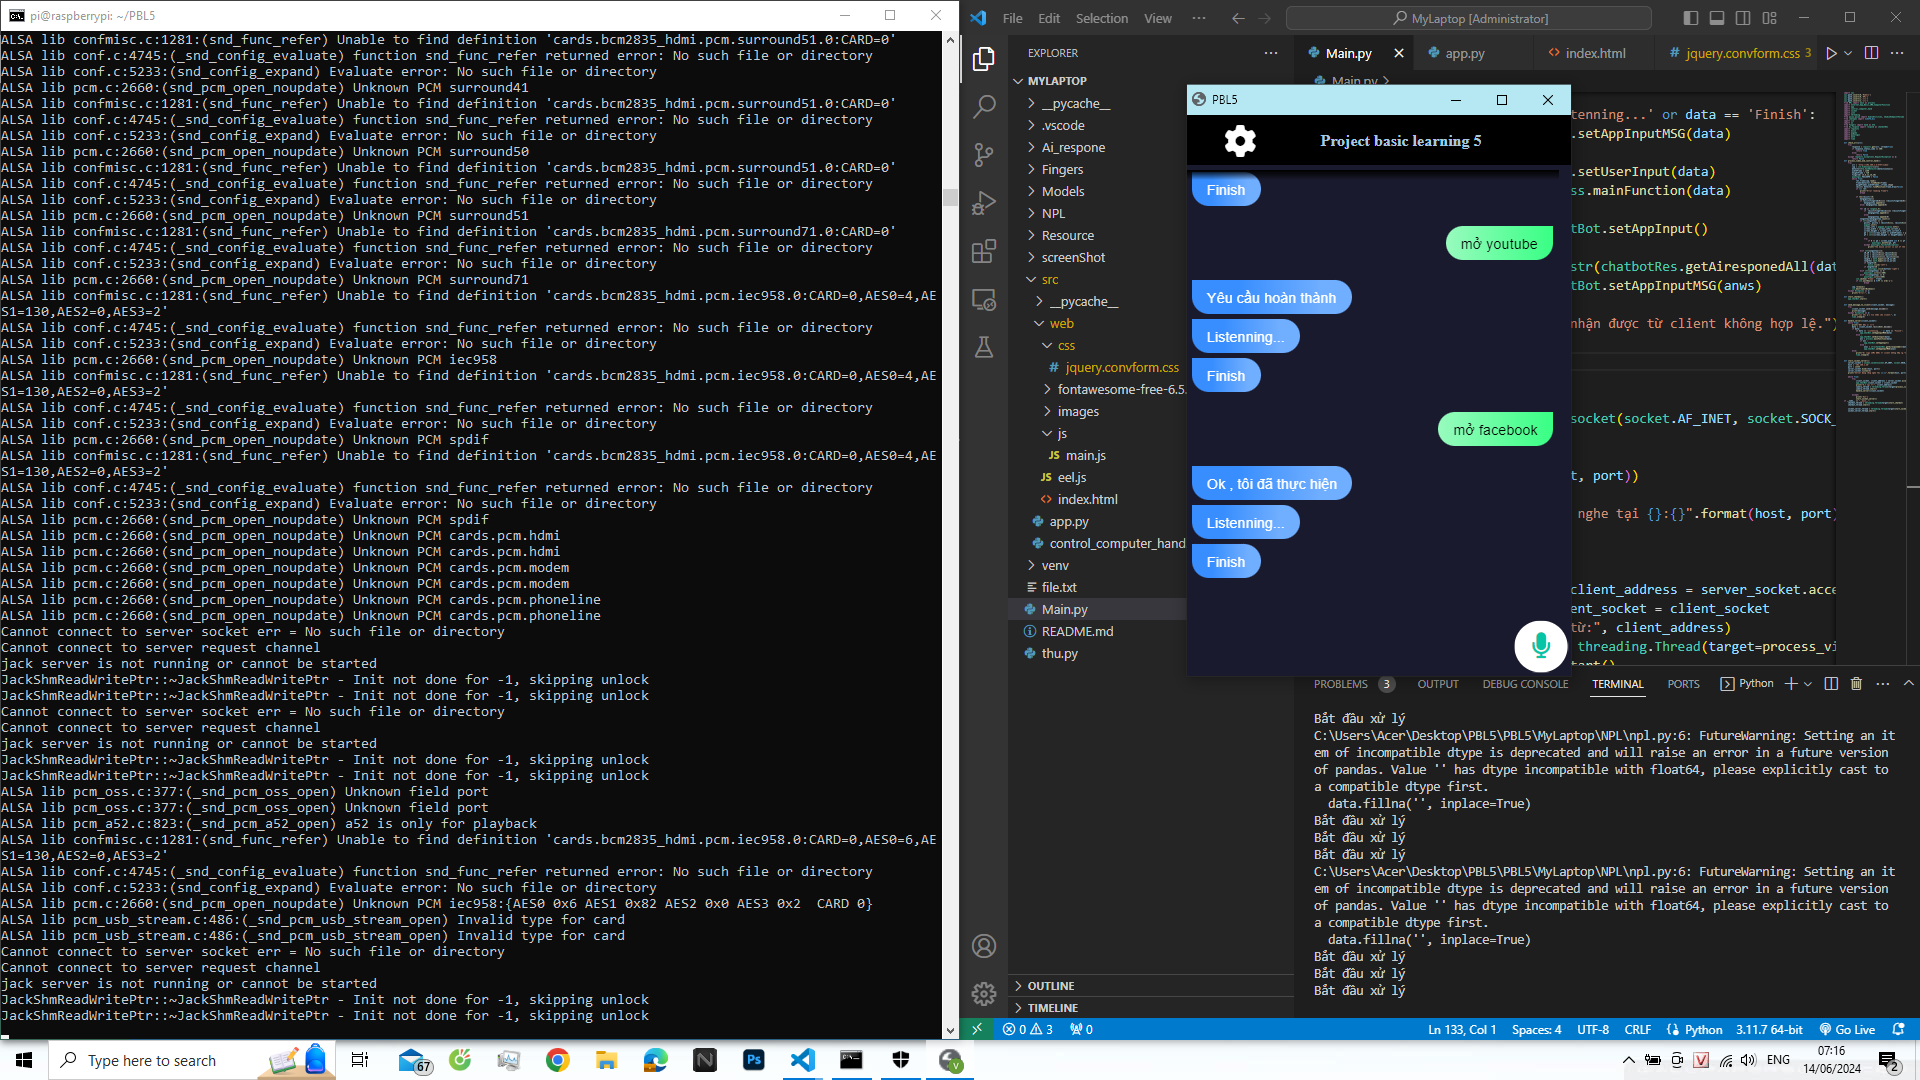 pi@raspberrypi: ~/PBL5
ALSA lib confmisc.c:1281:(snd_func_refer) Unable to find definition 'cards.bcm2835_hdmi.pcm.surround51.0:CARD=0'
ALSA lib conf.c:4745:(_snd_config_evaluate) function snd_func_refer returned error: No such file or directory
ALSA lib conf.c:5233:(snd_config_expand) Evaluate error: No such file or directory
ALSA lib pcm.c:2660:(snd_pcm_open_noupdate) Unknown PCM surround41
ALSA lib confmisc.c:1281:(snd_func_refer) Unable to find definition 'cards.bcm2835_hdmi.pcm.surround51.0:CARD=0'
ALSA lib conf.c:4745:(_snd_config_evaluate) function snd_func_refer returned error: No such file or directory
ALSA lib conf.c:5233:(snd_config_expand) Evaluate error: No such file or directory
ALSA lib pcm.c:2660:(snd_pcm_open_noupdate) Unknown PCM surround50
ALSA lib confmisc.c:1281:(snd_func_refer) Unable to find definition 'cards.bcm2835_hdmi.pcm.surround51.0:CARD=0'
ALSA lib conf.c:4745:(_snd_config_evaluate) function snd_func_refer returned error: No such file or directory
ALSA lib conf.c:5233:(snd_config_expand) Evaluate error: No such file or directory
ALSA lib pcm.c:2660:(snd_pcm_open_noupdate) Unknown PCM surround51
ALSA lib confmisc.c:1281:(snd_func_refer) Unable to find definition 'cards.bcm2835_hdmi.pcm.surround71.0:CARD=0'
ALSA lib conf.c:4745:(_snd_config_evaluate) function snd_func_refer returned error: No such file or directory
ALSA lib conf.c:5233:(snd_config_expand) Evaluate error: No such file or directory
ALSA lib pcm.c:2660:(snd_pcm_open_noupdate) Unknown PCM surround71
ALSA lib confmisc.c:1281:(snd_func_refer) Unable to find definition 'cards.bcm2835_hdmi.pcm.iec958.0:CARD=0,AES0=4,AE
S1=130,AES2=0,AES3=2'
ALSA lib conf.c:4745:(_snd_config_evaluate) function snd_func_refer returned error: No such file or directory
ALSA lib conf.c:5233:(snd_config_expand) Evaluate error: No such file or directory
ALSA lib pcm.c:2660:(snd_pcm_open_noupdate) Unknown PCM iec958
ALSA lib confmisc.c:1281:(snd_func_refer) Unable to find definition 'cards.bcm2835_hdmi.pcm.iec958.0:CARD=0,AES0=4,AE
S1=130,AES2=0,AES3=2'
ALSA lib conf.c:4745:(_snd_config_evaluate) function snd_func_refer returned error: No such file or directory
ALSA lib conf.c:5233:(snd_config_expand) Evaluate error: No such file or directory
ALSA lib pcm.c:2660:(snd_pcm_open_noupdate) Unknown PCM spdif
ALSA lib confmisc.c:1281:(snd_func_refer) Unable to find definition 'cards.bcm2835_hdmi.pcm.iec958.0:CARD=0,AES0=4,AE
S1=130,AES2=0,AES3=2'
ALSA lib conf.c:4745:(_snd_config_evaluate) function snd_func_refer returned error: No such file or directory
ALSA lib conf.c:5233:(snd_config_expand) Evaluate error: No such file or directory
ALSA lib pcm.c:2660:(snd_pcm_open_noupdate) Unknown PCM spdif
ALSA lib pcm.c:2660:(snd_pcm_open_noupdate) Unknown PCM cards.pcm.hdmi
ALSA lib pcm.c:2660:(snd_pcm_open_noupdate) Unknown PCM cards.pcm.hdmi
ALSA lib pcm.c:2660:(snd_pcm_open_noupdate) Unknown PCM cards.pcm.modem
ALSA lib pcm.c:2660:(snd_pcm_open_noupdate) Unknown PCM cards.pcm.modem
ALSA lib pcm.c:2660:(snd_pcm_open_noupdate) Unknown PCM cards.pcm.phoneline
ALSA lib pcm.c:2660:(snd_pcm_open_noupdate) Unknown PCM cards.pcm.phoneline
Cannot connect to server socket err = No such file or directory
Cannot connect to server request channel
jack server is not running or cannot be started
JackShmReadWritePtr::~JackShmReadWritePtr - Init not done for -1, skipping unlock
JackShmReadWritePtr::~JackShmReadWritePtr - Init not done for -1, skipping unlock
Cannot connect to server socket err = No such file or directory
Cannot connect to server request channel
jack server is not running or cannot be started
JackShmReadWritePtr::~JackShmReadWritePtr - Init not done for -1, skipping unlock
JackShmReadWritePtr::~JackShmReadWritePtr - Init not done for -1, skipping unlock
ALSA lib pcm_oss.c:377:(_snd_pcm_oss_open) Unknown field port
ALSA lib pcm_oss.c:377:(_snd_pcm_oss_open) Unknown field port
ALSA lib pcm_a52.c:823:(_snd_pcm_a52_open) a52 is only for playback
ALSA lib confmisc.c:1281:(snd_func_refer) Unable to find definition 'cards.bcm2835_hdmi.pcm.iec958.0:CARD=0,AES0=6,AE
S1=130,AES2=0,AES3=2'
ALSA lib conf.c:4745:(_snd_config_evaluate) function snd_func_refer returned error: No such file or directory
ALSA lib conf.c:5233:(snd_config_expand) Evaluate error: No such file or directory
ALSA lib pcm.c:2660:(snd_pcm_open_noupdate) Unknown PCM iec958:{AES0 0x6 AES1 0x82 AES2 0x0 AES3 0x2  CARD 0}
ALSA lib pcm_usb_stream.c:486:(_snd_pcm_usb_stream_open) Invalid type for card
ALSA lib pcm_usb_stream.c:486:(_snd_pcm_usb_stream_open) Invalid type for card
Cannot connect to server socket err = No such file or directory
Cannot connect to server request channel
jack server is not running or cannot be started
JackShmReadWritePtr::~JackShmReadWritePtr - Init not done for -1, skipping unlock
JackShmReadWritePtr::~JackShmReadWritePtr - Init not done for -1, skipping unlock
File Edit Selection View
MyLaptop [Administrator]
EXPLORER
MYLAPTOP
__pycache__
.vscode
Ai_respone
Fingers
Models
NPL
Resource
screenShot
src
__pycache__
web
css
# jquery.convform.css
fontawesome-free-6.5.
images
js
JS main.js
JS eel.js
<> index.html
app.py
control_computer_hand
venv
file.txt
Main.py
README.md
thu.py
OUTLINE
TIMELINE
Main.py
app.py
<> index.html
# jquery.convform.css 3
Main.py
tenning...' or data == 'Finish':
.setAppInputMSG(data)
.setUserInput(data)
ss.mainFunction(data)
tBot.setAppInput()
str(chatbotRes.getAiresponedAll(dat
tBot.setAppInputMSG(anws)
nhận được từ client không hợp lệ.")
socket(socket.AF_INET, socket.SOCK_
t, port))
nghe tại {}:{}".format(host, port)
client_address = server_socket.acce
ent_socket = client_socket
từ:", client_address)
threading.Thread(target=process_vi
tart()
PBL5
Project basic learning 5
Finish
mở youtube
Yêu cầu hoàn thành
Listenning...
Finish
mở facebook
Ok , tôi đã thực hiện
Listenning...
Finish
PROBLEMS 3 OUTPUT DEBUG CONSOLE TERMINAL PORTS Python
Bắt đầu xử lý
C:\Users\Acer\Desktop\PBL5\PBL5\MyLaptop\NPL\npl.py:6: FutureWarning: Setting an it
em of incompatible dtype is deprecated and will raise an error in a future version
of pandas. Value '' has dtype incompatible with float64, please explicitly cast to
a compatible dtype first.
data.fillna('', inplace=True)
Bắt đầu xử lý
Bắt đầu xử lý
Bắt đầu xử lý
C:\Users\Acer\Desktop\PBL5\PBL5\MyLaptop\NPL\npl.py:6: FutureWarning: Setting an it
em of incompatible dtype is deprecated and will raise an error in a future version
of pandas. Value '' has dtype incompatible with float64, please explicitly cast to
a compatible dtype first.
data.fillna('', inplace=True)
Bắt đầu xử lý
Bắt đầu xử lý
Bắt đầu xử lý
0 3 0
Ln 133, Col 1 Spaces: 4 UTF-8 CRLF Python 3.11.7 64-bit Go Live
Type here to search
67
Ps
ENG
07:16
14/06/2024
2